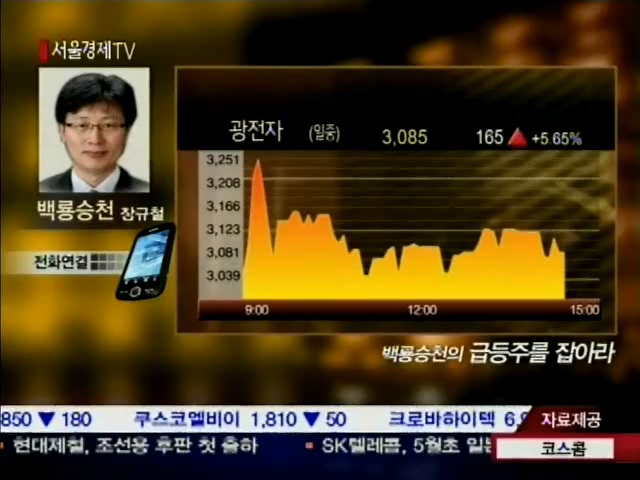 서울경제TV
광전자 (일중) 3,085 165 ▲ +5.65%
3,251
3,208
3,166
3,123
3,081
3,039
9:00 12:00 15:00
백룡승천 장규철
전화연결
백룡승천의 급등주를 잡아라
850 ▼ 180 쿠스코엘비이 1,810 ▼ 50 크로바하이텍
자료제공
현대제철, 조선용 후판 첫 출하 SK텔레콤, 5월초
코스콤